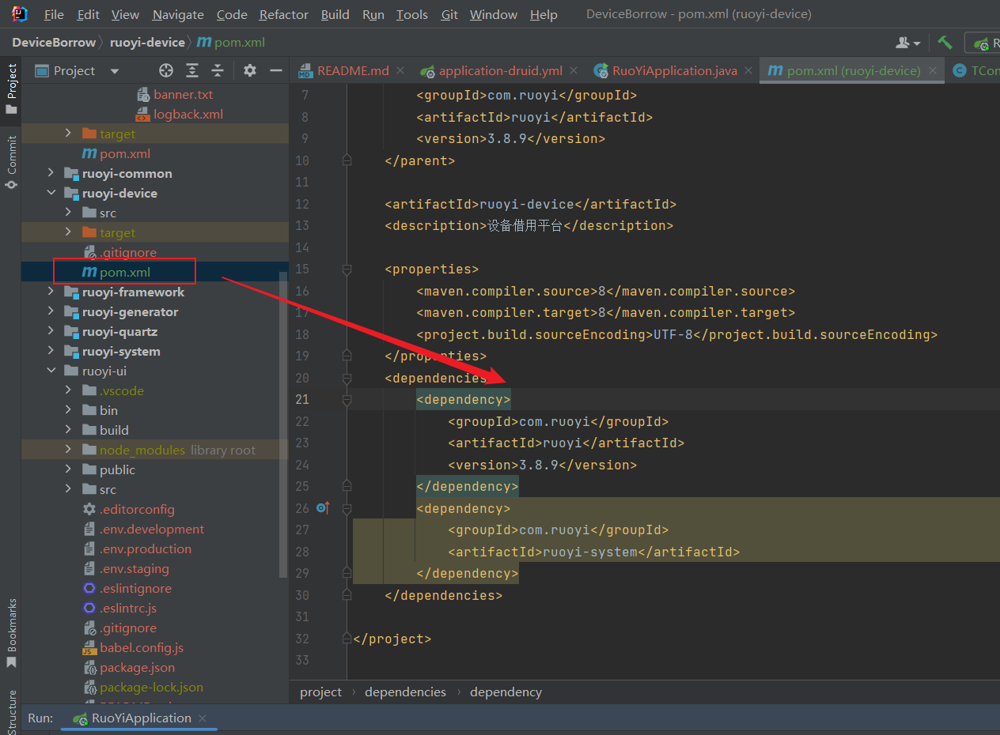 File Edit View Navigate Code Refactor Build Run Tools Git Window Help DeviceBorrow - pom.xml (ruoyi-device)
DeviceBorrow ruoyi-device m pom.xml
Project
README.md application-druid.yml RuoYiApplication.java pom.xml (ruoyi-device) TCon
Project
Commit
Bookmarks
Structure
banner.txt
logback.xml
target
pom.xml
ruoyi-common
ruoyi-device
src
target
.gitignore
pom.xml
ruoyi-framework
ruoyi-generator
ruoyi-quartz
ruoyi-system
ruoyi-ui
.vscode
bin
build
node_modules library root
public
src
.editorconfig
.env.development
.env.production
.env.staging
.eslintignore
.eslintrc.js
.gitignore
babel.config.js
package.json
package-lock.json
7 <groupId>com.ruoyi</groupId>
8 <artifactId>ruoyi</artifactId>
9 <version>3.8.9</version>
10 </parent>
11
12 <artifactId>ruoyi-device</artifactId>
13 <description>设备借用平台</description>
14
15 <properties>
16 <maven.compiler.source>8</maven.compiler.source>
17 <maven.compiler.target>8</maven.compiler.target>
18 <project.build.sourceEncoding>UTF-8</project.build.sourceEncoding>
19 </properties>
20 <dependencies
21 <dependency>
22 <groupId>com.ruoyi</groupId>
23 <artifactId>ruoyi</artifactId>
24 <version>3.8.9</version>
25 </dependency>
26 <dependency>
27 <groupId>com.ruoyi</groupId>
28 <artifactId>ruoyi-system</artifactId>
29 </dependency>
30 </dependencies>
31
32 </project>
33
project › dependencies › dependency
Run: RuoYiApplication